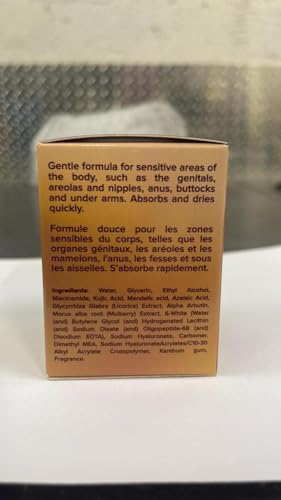 Gentle formula for sensitive areas of
the body, such as the genitals,
areolas and nipples, anus, buttocks
and under arms. Absorbs and dries
quickly.
Formule douce pour les zones
sensibles du corps, telles que les
organes génitaux, les aréoles et les
mamelons, l'anus, les fesses et sous
les aisselles. S'absorbe rapidement.
Ingredients: Water, Glycerin, Ethyl Alcohol,
Niacinamide, Kojic Acid, Mandelic acid, Azelaic Acid,
Glycyrrhiza Glabra (Licorice) Extract, Alpha Arbutin,
Morus alba root (Mulberry) Extract, ß-White (Water
(and) Butylene Glycol (and) Hydrogenated Lecithin
(and) Sodium Oleate (and) Oligopeptide-68 (and)
Disodium EDTA), Sodium Hyaluronate, Carbomer,
Dimethyl MEA, Sodium HyaluronateAcrylates/C10-30
Alkyl Acrylate Crosspolymer, Xanthum gum,
Fragrance.